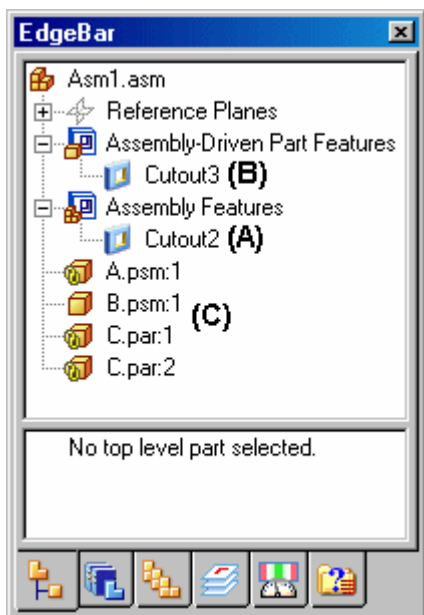 EdgeBar
Asm1.asm
Reference Planes
Assembly-Driven Part Features
Cutout3 (B)
Assembly Features
Cutout2 (A)
A.psm:1
B.psm:1 (C)
C.par:1
C.par:2
No top level part selected.